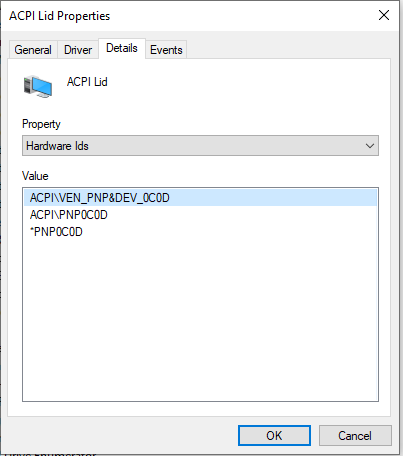 ACPI Lid Properties
General Driver Details Events
ACPI Lid
Property
Hardware Ids
Value
ACPI\VEN_PNP&DEV_0C0D
ACPI\PNP0C0D
*PNP0C0D
OK Cancel